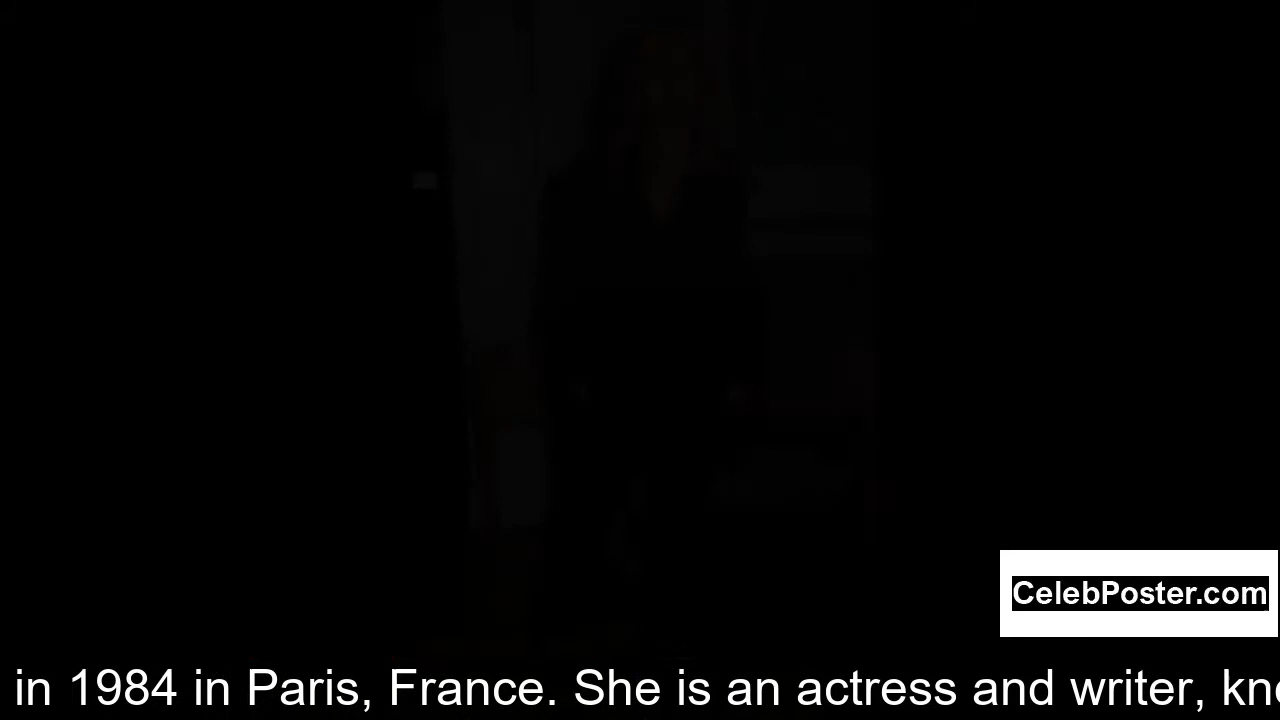 CelebPoster.com
in 1984 in Paris, France. She is an actress and writer,